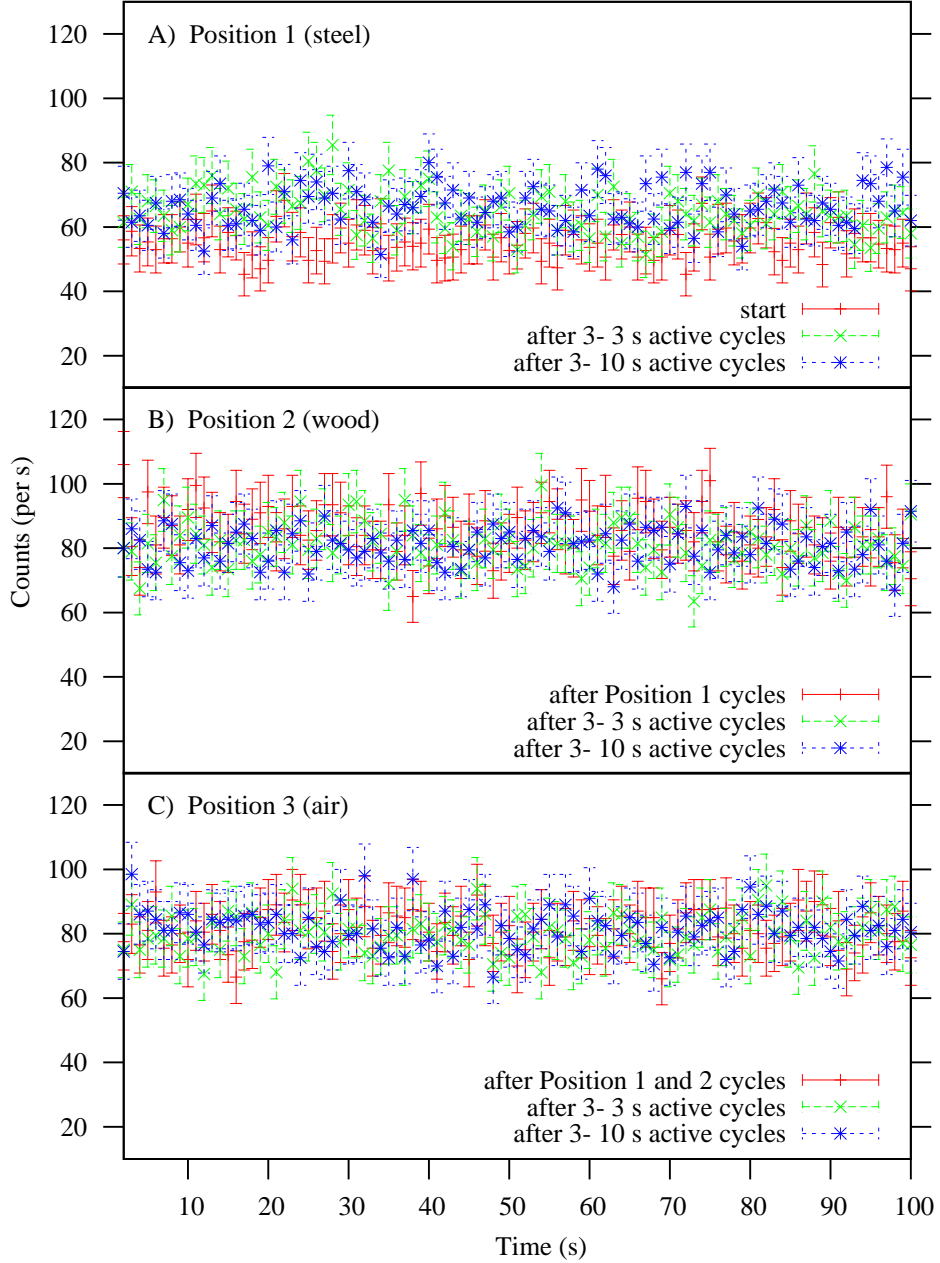 A) Position 1 (steel)
120
100
80
60
40
20
start
after 3- 3 s active cycles
after 3- 10 s active cycles
B) Position 2 (wood)
120
100
80
60
40
20
after Position 1 cycles
after 3- 3 s active cycles
after 3- 10 s active cycles
Counts (per s)
C) Position 3 (air)
120
100
80
60
40
20
after Position 1 and 2 cycles
after 3- 3 s active cycles
after 3- 10 s active cycles
10 20 30 40 50 60 70 80 90 100
Time (s)